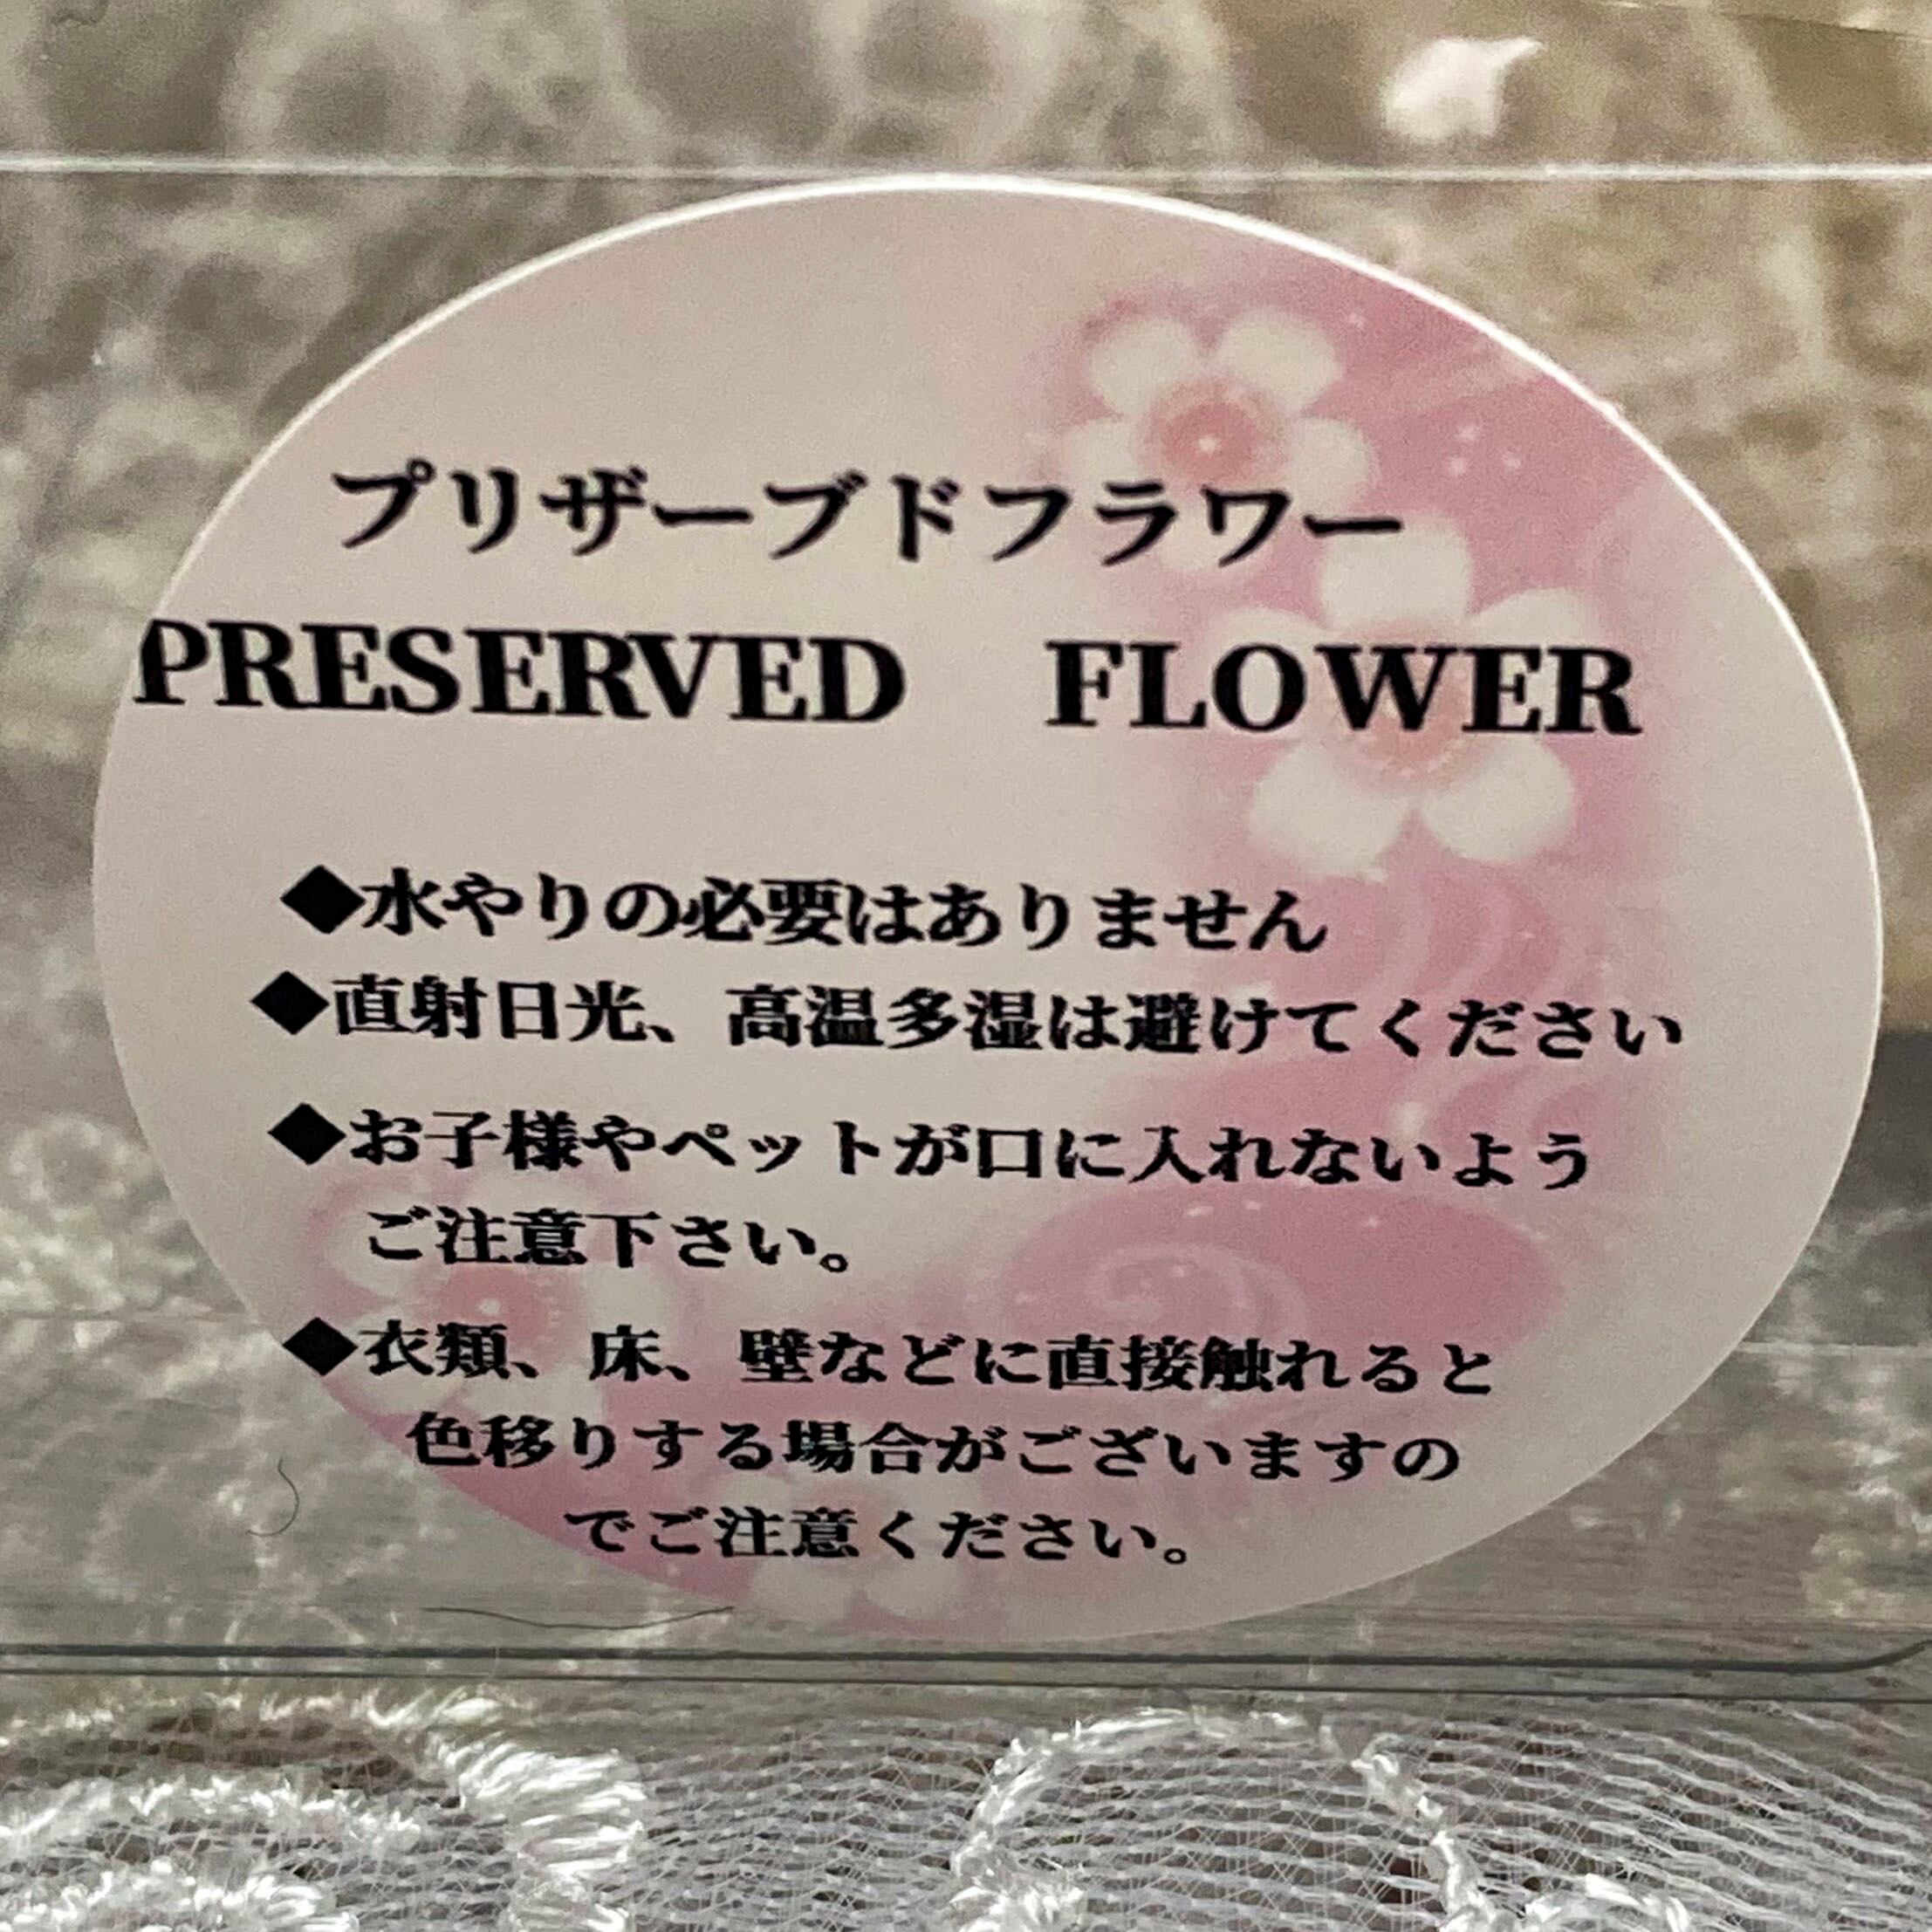 プリザーブドフラワー
PRESERVED FLOWER
◆水やりの必要はありません
◆直射日光、高温多湿は避けてください
◆お子様やペットが口に入れないよう
ご注意下さい。
◆衣類、床、壁などに直接触れると
色移りする場合がございますの
でご注意ください。